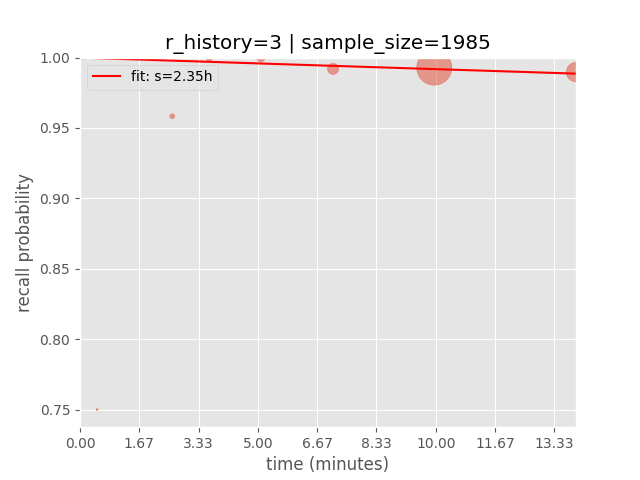 r_history=3 | sample_size=1985
fit: s=2.35h
1.00
0.95
0.90
0.85
0.80
0.75
recall probability
0.00 1.67 3.33 5.00 6.67 8.33 10.00 11.67 13.33
time (minutes)